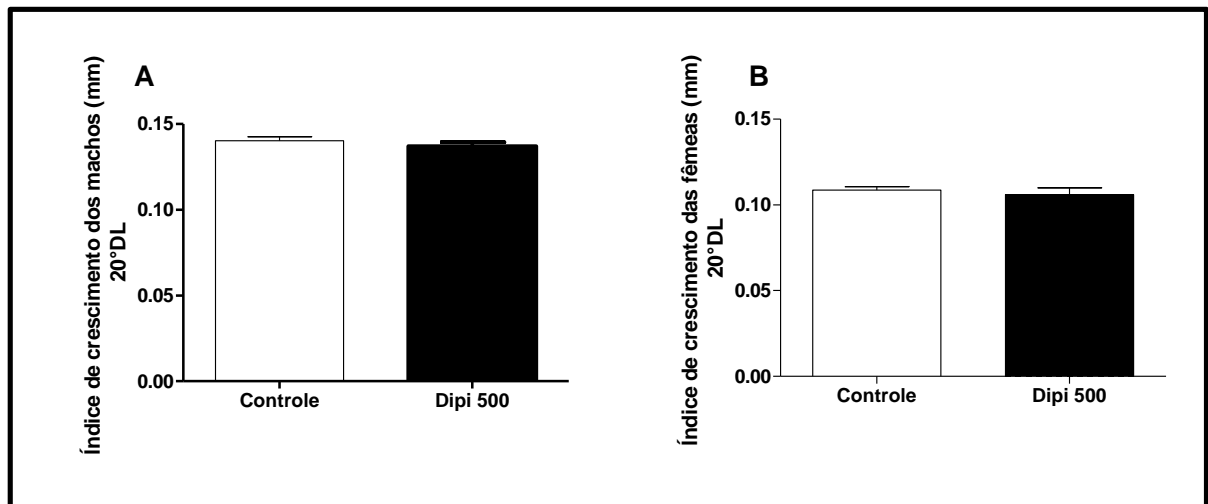 A
Índice de crescimento dos machos (mm)
20°DL
0.15
0.10
0.05
0.00
Controle
Dipi 500
B
Índice de crescimento das fêmeas (mm)
20°DL
0.15
0.10
0.05
0.00
Controle
Dipi 500